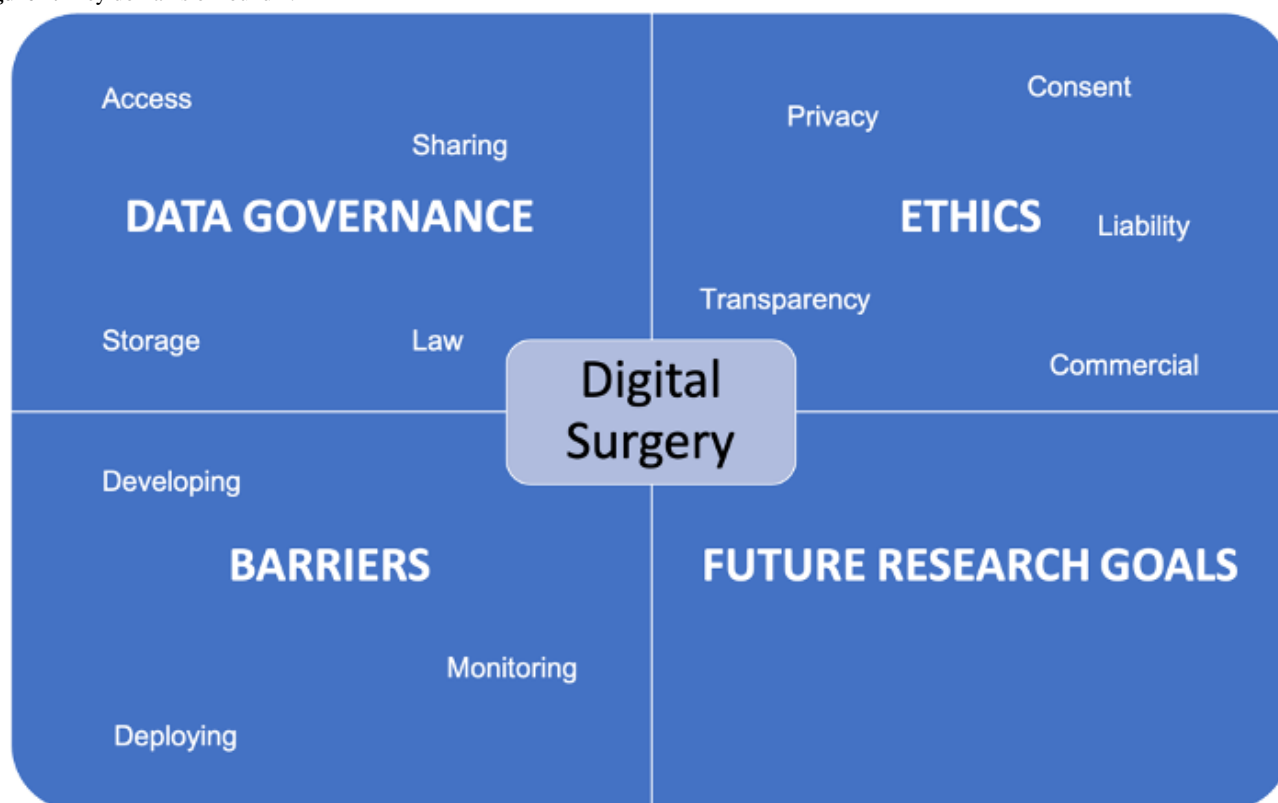 Access
Sharing
DATA GOVERNANCE
Storage
Law
Privacy
Consent
ETHICS
Liability
Transparency
Commercial
Digital
Surgery
Developing
BARRIERS
Monitoring
Deploying
FUTURE RESEARCH GOALS